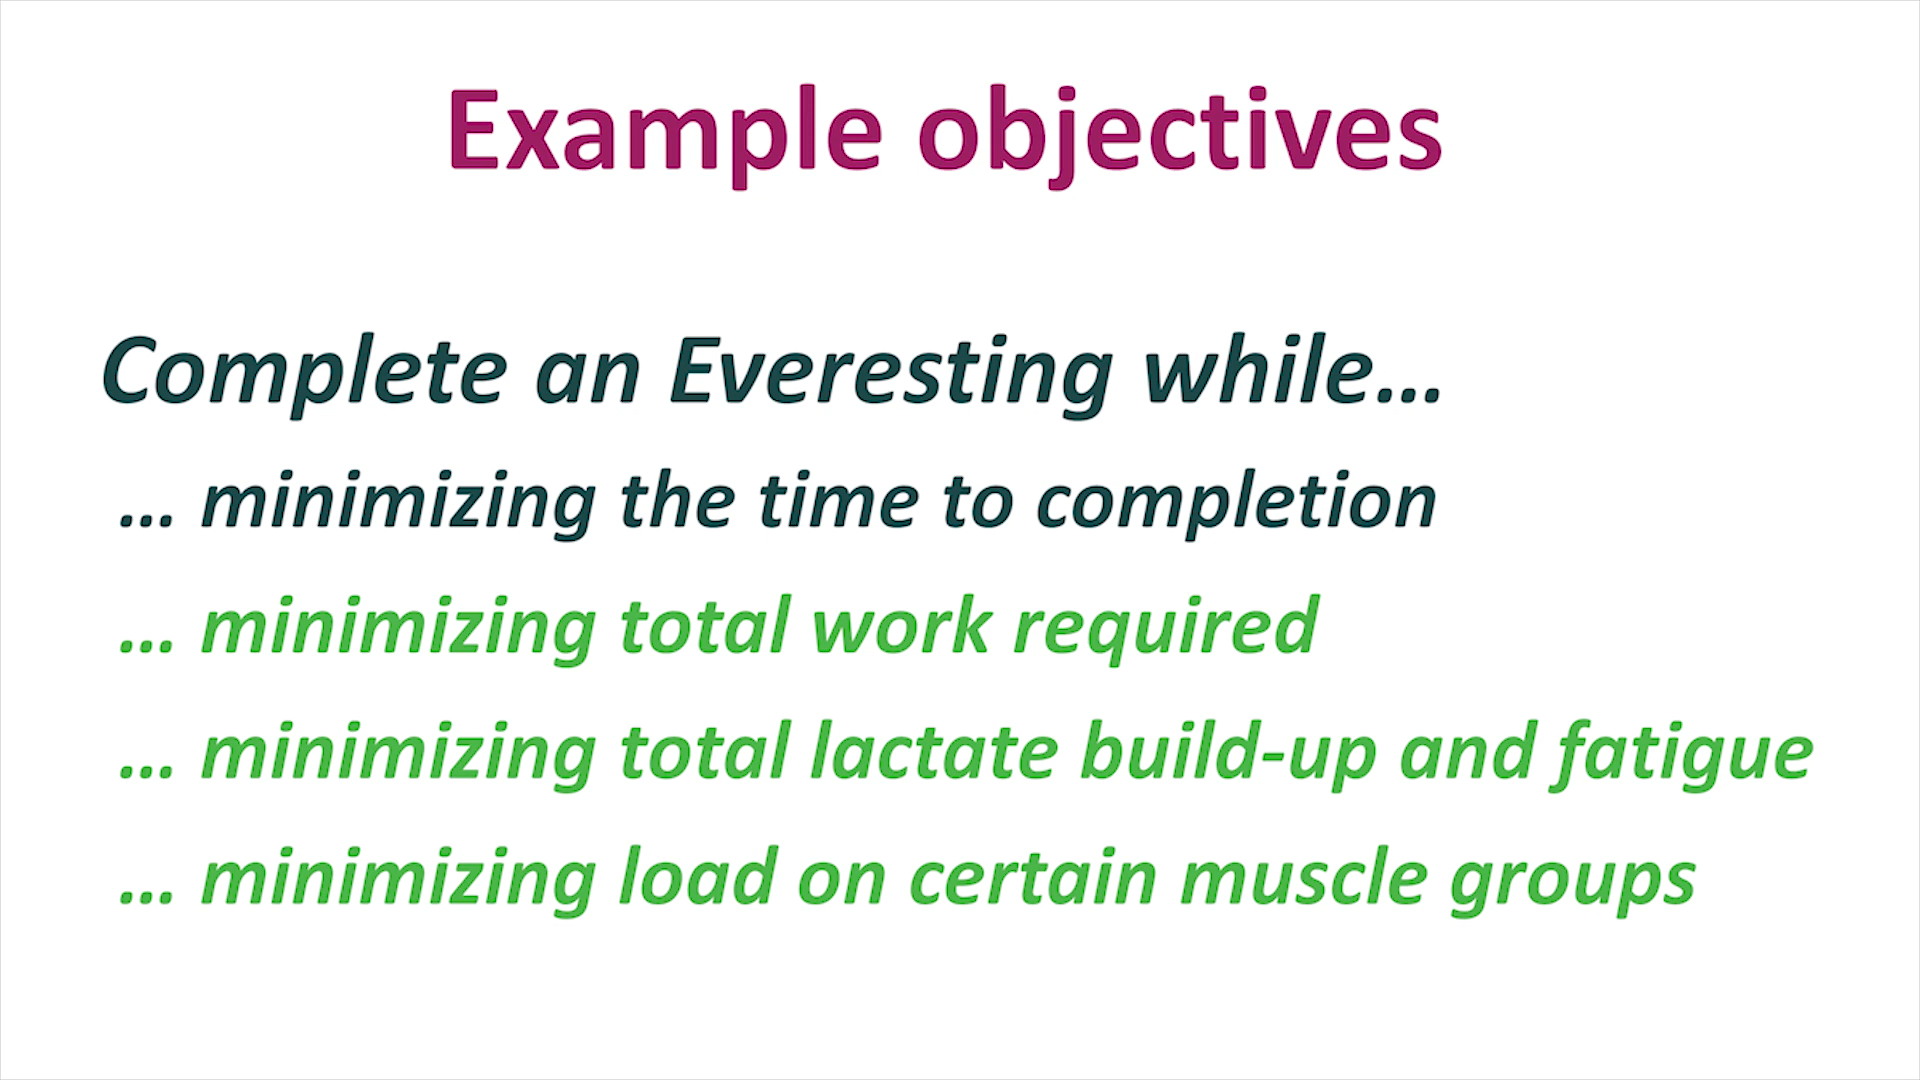 Example objectives
Complete an Everesting while...
... minimizing the time to completion
... minimizing total work required
... minimizing total lactate build-up and fatigue
... minimizing load on certain muscle groups